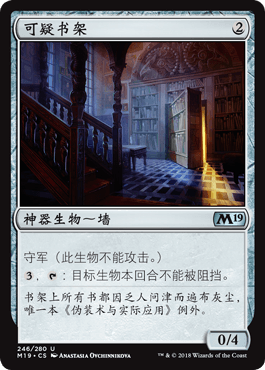 可疑书架 2
神器生物～墙 M19
守军（此生物不能攻击。）
3，：目标生物本回合不能被阻挡。
书架上所有书都因乏人问津而遍布灰尘，
唯一本《伪装术与实际应用》例外。
246/280 U
M19 • CS ANASTASIA OVCHINNIKOVA
™ & © 2018 Wizards of the Coast
0/4